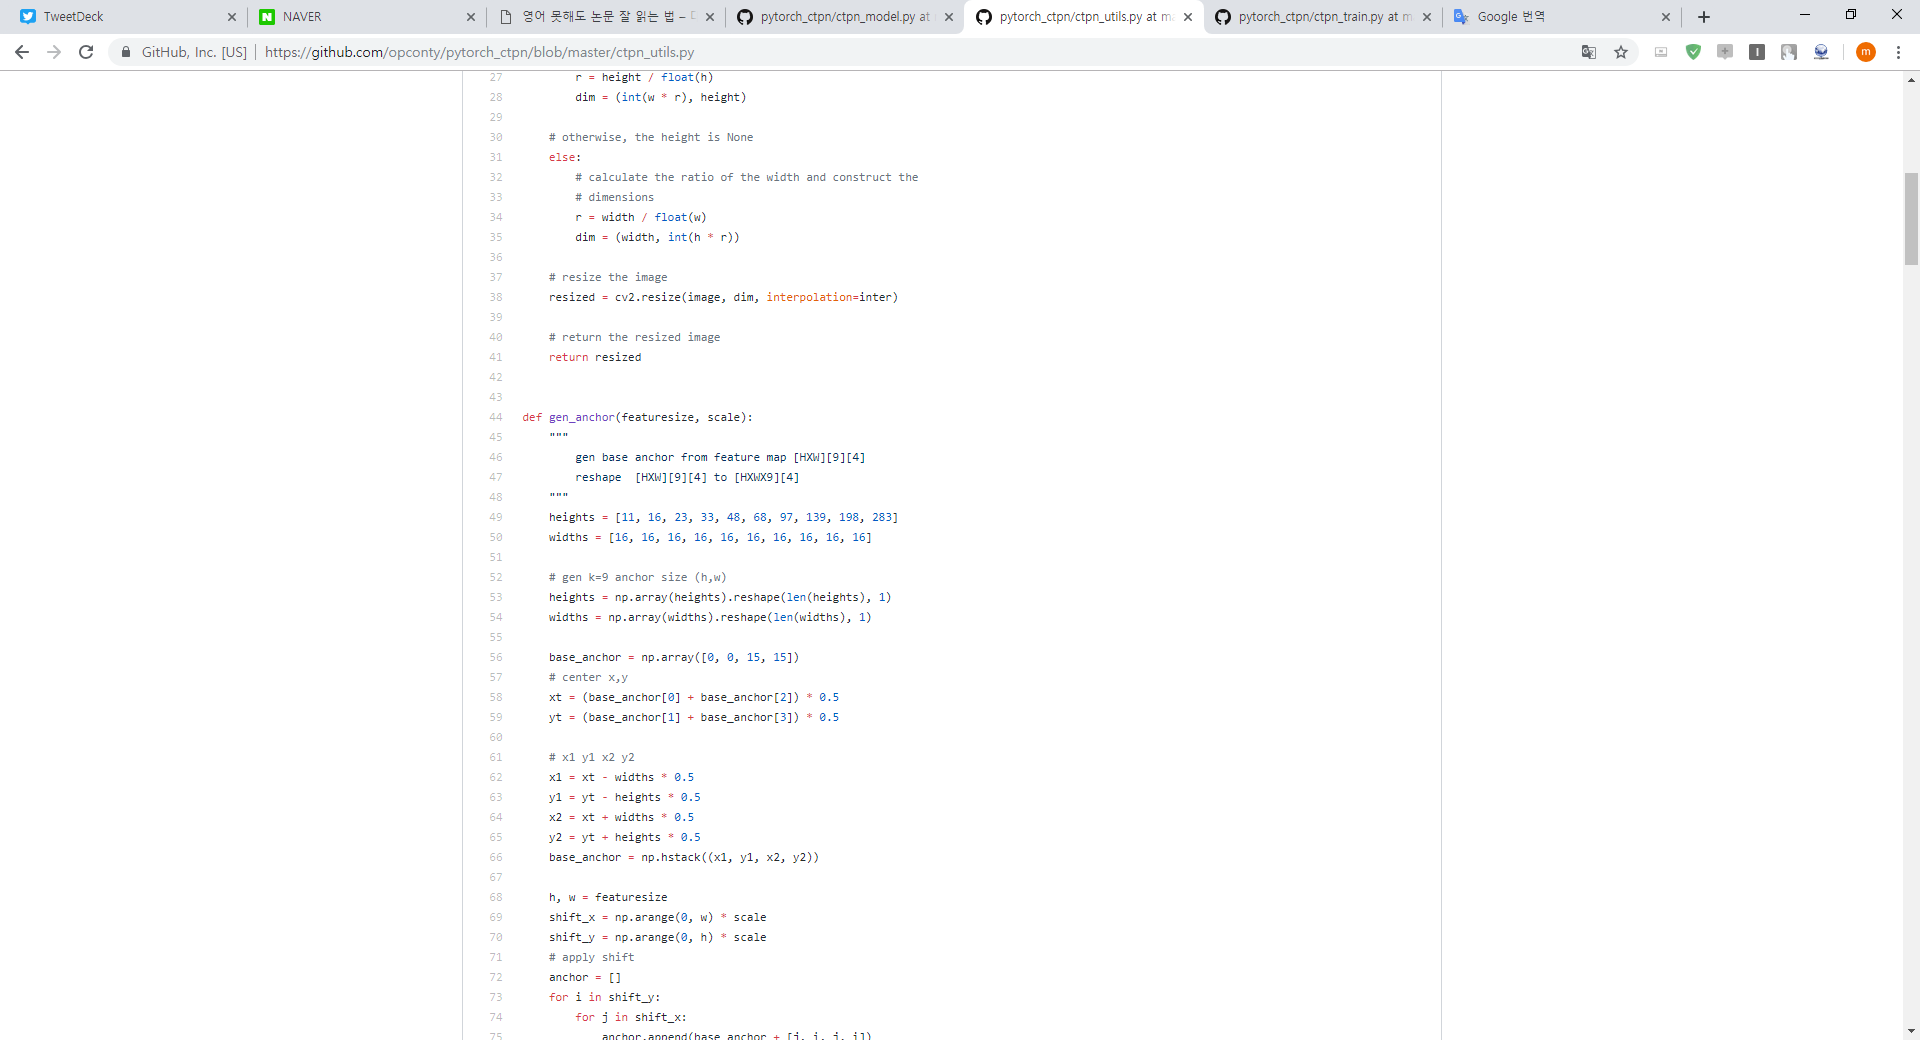 TweetDeck
NAVER
영어 못해도 논문 잘 읽는 법 –
pytorch_ctpn/ctpn_model.py at
pytorch_ctpn/ctpn_utils.py at ma
pytorch_ctpn/ctpn_train.py at m
Google 번역
GitHub, Inc. [US] | https://github.com/opconty/pytorch_ctpn/blob/master/ctpn_utils.py
m
27 r = height / float(h)
28 dim = (int(w * r), height)
29
30 # otherwise, the height is None
31 else:
32 # calculate the ratio of the width and construct the
33 # dimensions
34 r = width / float(w)
35 dim = (width, int(h * r))
36
37 # resize the image
38 resized = cv2.resize(image, dim, interpolation=inter)
39
40 # return the resized image
41 return resized
42
43
44 def gen_anchor(featuresize, scale):
45 """
46 gen base anchor from feature map [HXW][9][4]
47 reshape  [HXW][9][4] to [HXWX9][4]
48 """
49 heights = [11, 16, 23, 33, 48, 68, 97, 139, 198, 283]
50 widths = [16, 16, 16, 16, 16, 16, 16, 16, 16, 16]
51
52 # gen k=9 anchor size (h,w)
53 heights = np.array(heights).reshape(len(heights), 1)
54 widths = np.array(widths).reshape(len(widths), 1)
55
56 base_anchor = np.array([0, 0, 15, 15])
57 # center x,y
58 xt = (base_anchor[0] + base_anchor[2]) * 0.5
59 yt = (base_anchor[1] + base_anchor[3]) * 0.5
60
61 # x1 y1 x2 y2
62 x1 = xt - widths * 0.5
63 y1 = yt - heights * 0.5
64 x2 = xt + widths * 0.5
65 y2 = yt + heights * 0.5
66 base_anchor = np.hstack((x1, y1, x2, y2))
67
68 h, w = featuresize
69 shift_x = np.arange(0, w) * scale
70 shift_y = np.arange(0, h) * scale
71 # apply shift
72 anchor = []
73 for i in shift_y:
74 for j in shift_x:
75 anchor.append(base_anchor + [j, i, j, i])